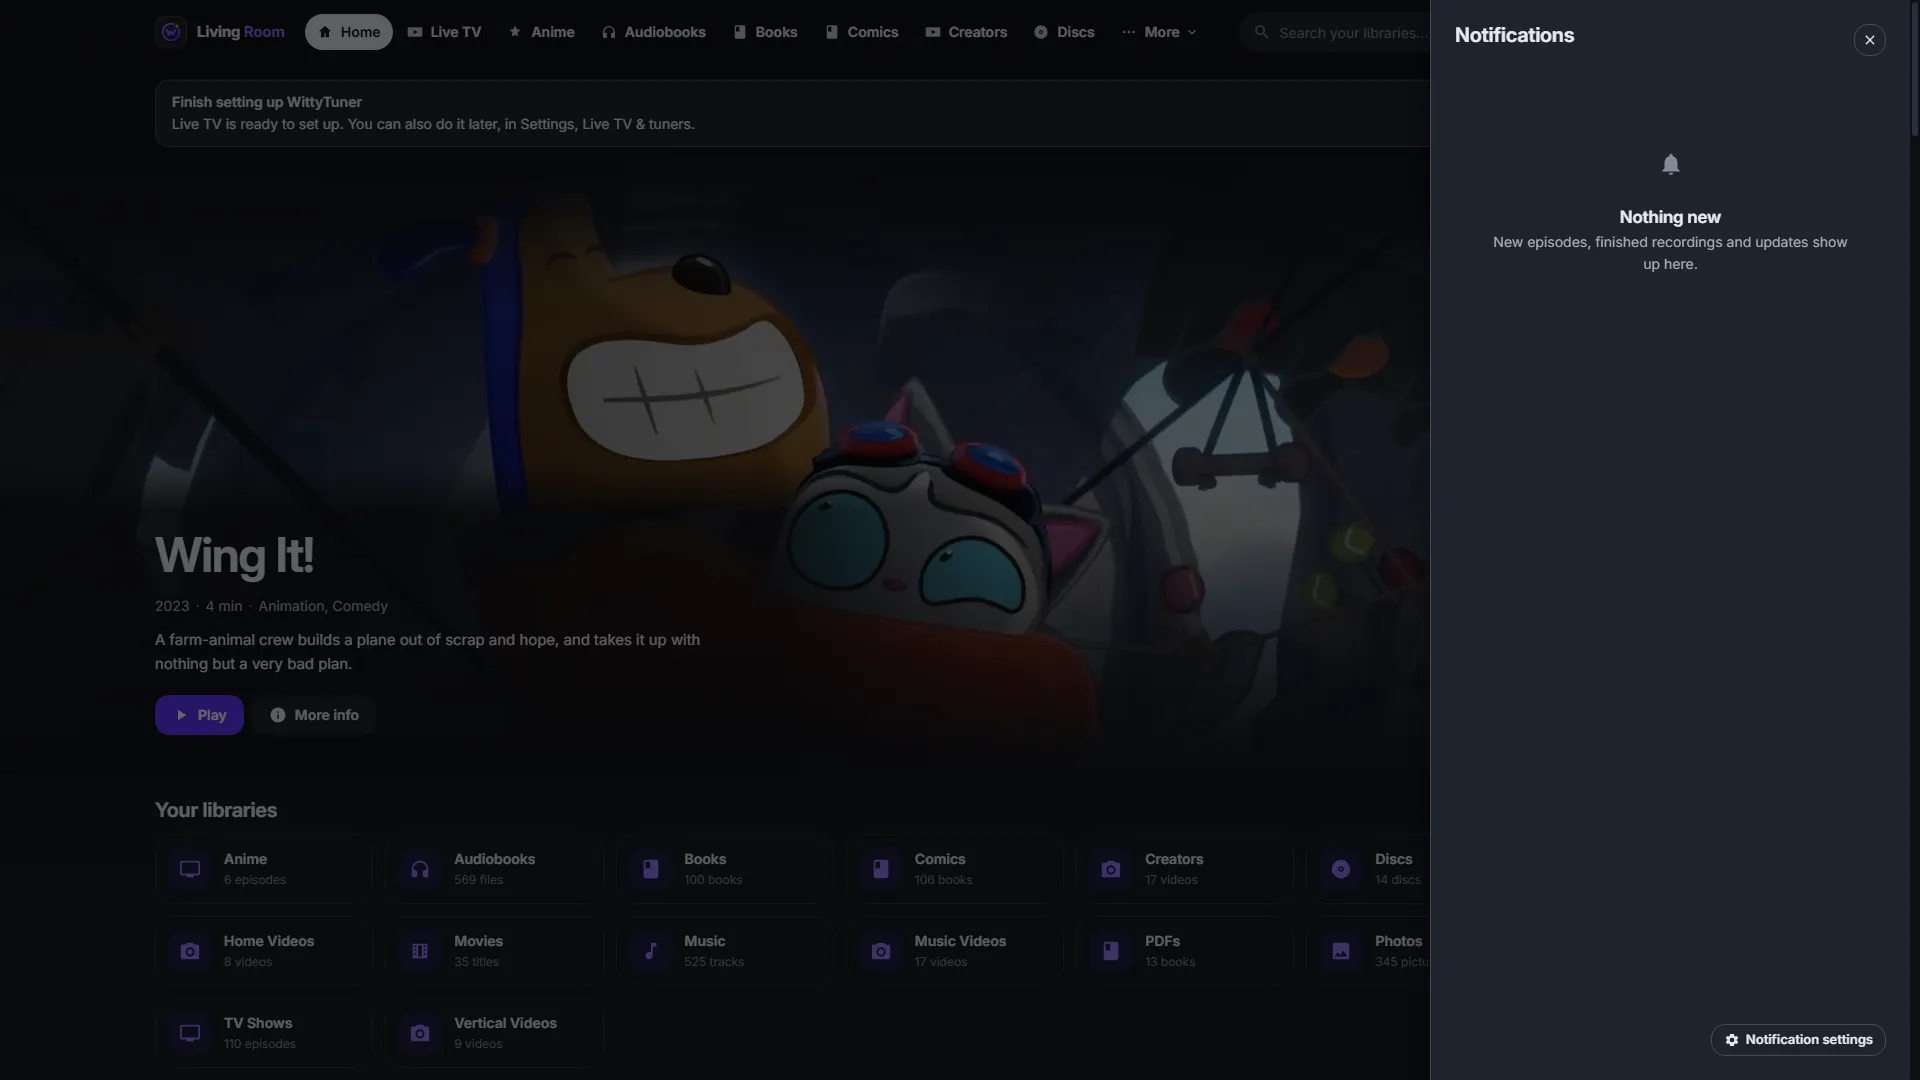 Living Room
Home
Live TV
Anime
Audiobooks
Books
Comics
Creators
Discs
More
Search your libraries...
Finish setting up WittyTuner
Live TV is ready to set up. You can also do it later, in Settings, Live TV & tuners.
Wing It!
2023 · 4 min · Animation, Comedy
A farm-animal crew builds a plane out of scrap and hope, and takes it up with
nothing but a very bad plan.
Play
More info
Your libraries
Anime
6 episodes
Audiobooks
569 files
Books
100 books
Comics
106 books
Creators
17 videos
Discs
14 discs
Home Videos
8 videos
Movies
35 titles
Music
525 tracks
Music Videos
17 videos
PDFs
13 books
Photos
345 pictu
TV Shows
110 episodes
Vertical Videos
9 videos
Notifications
Nothing new
New episodes, finished recordings and updates show
up here.
Notification settings